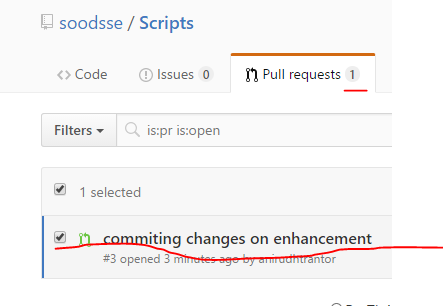 soodsse / Scripts
<> Code Issues 0 Pull requests 1
Filters is:pr is:open
1 selected
commiting changes on enhancement
#3 opened 3 minutes ago by anirudhtrantor